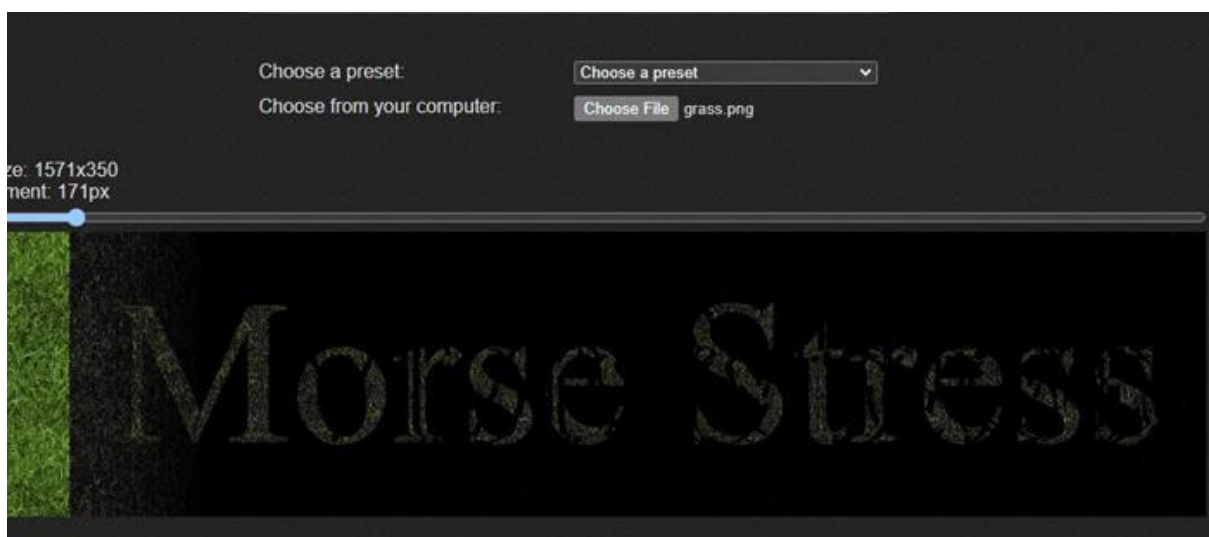 Choose a preset: Choose a preset
Choose from your computer: Choose File grass.png
ze: 1571x350
ment: 171px
Morse Stress